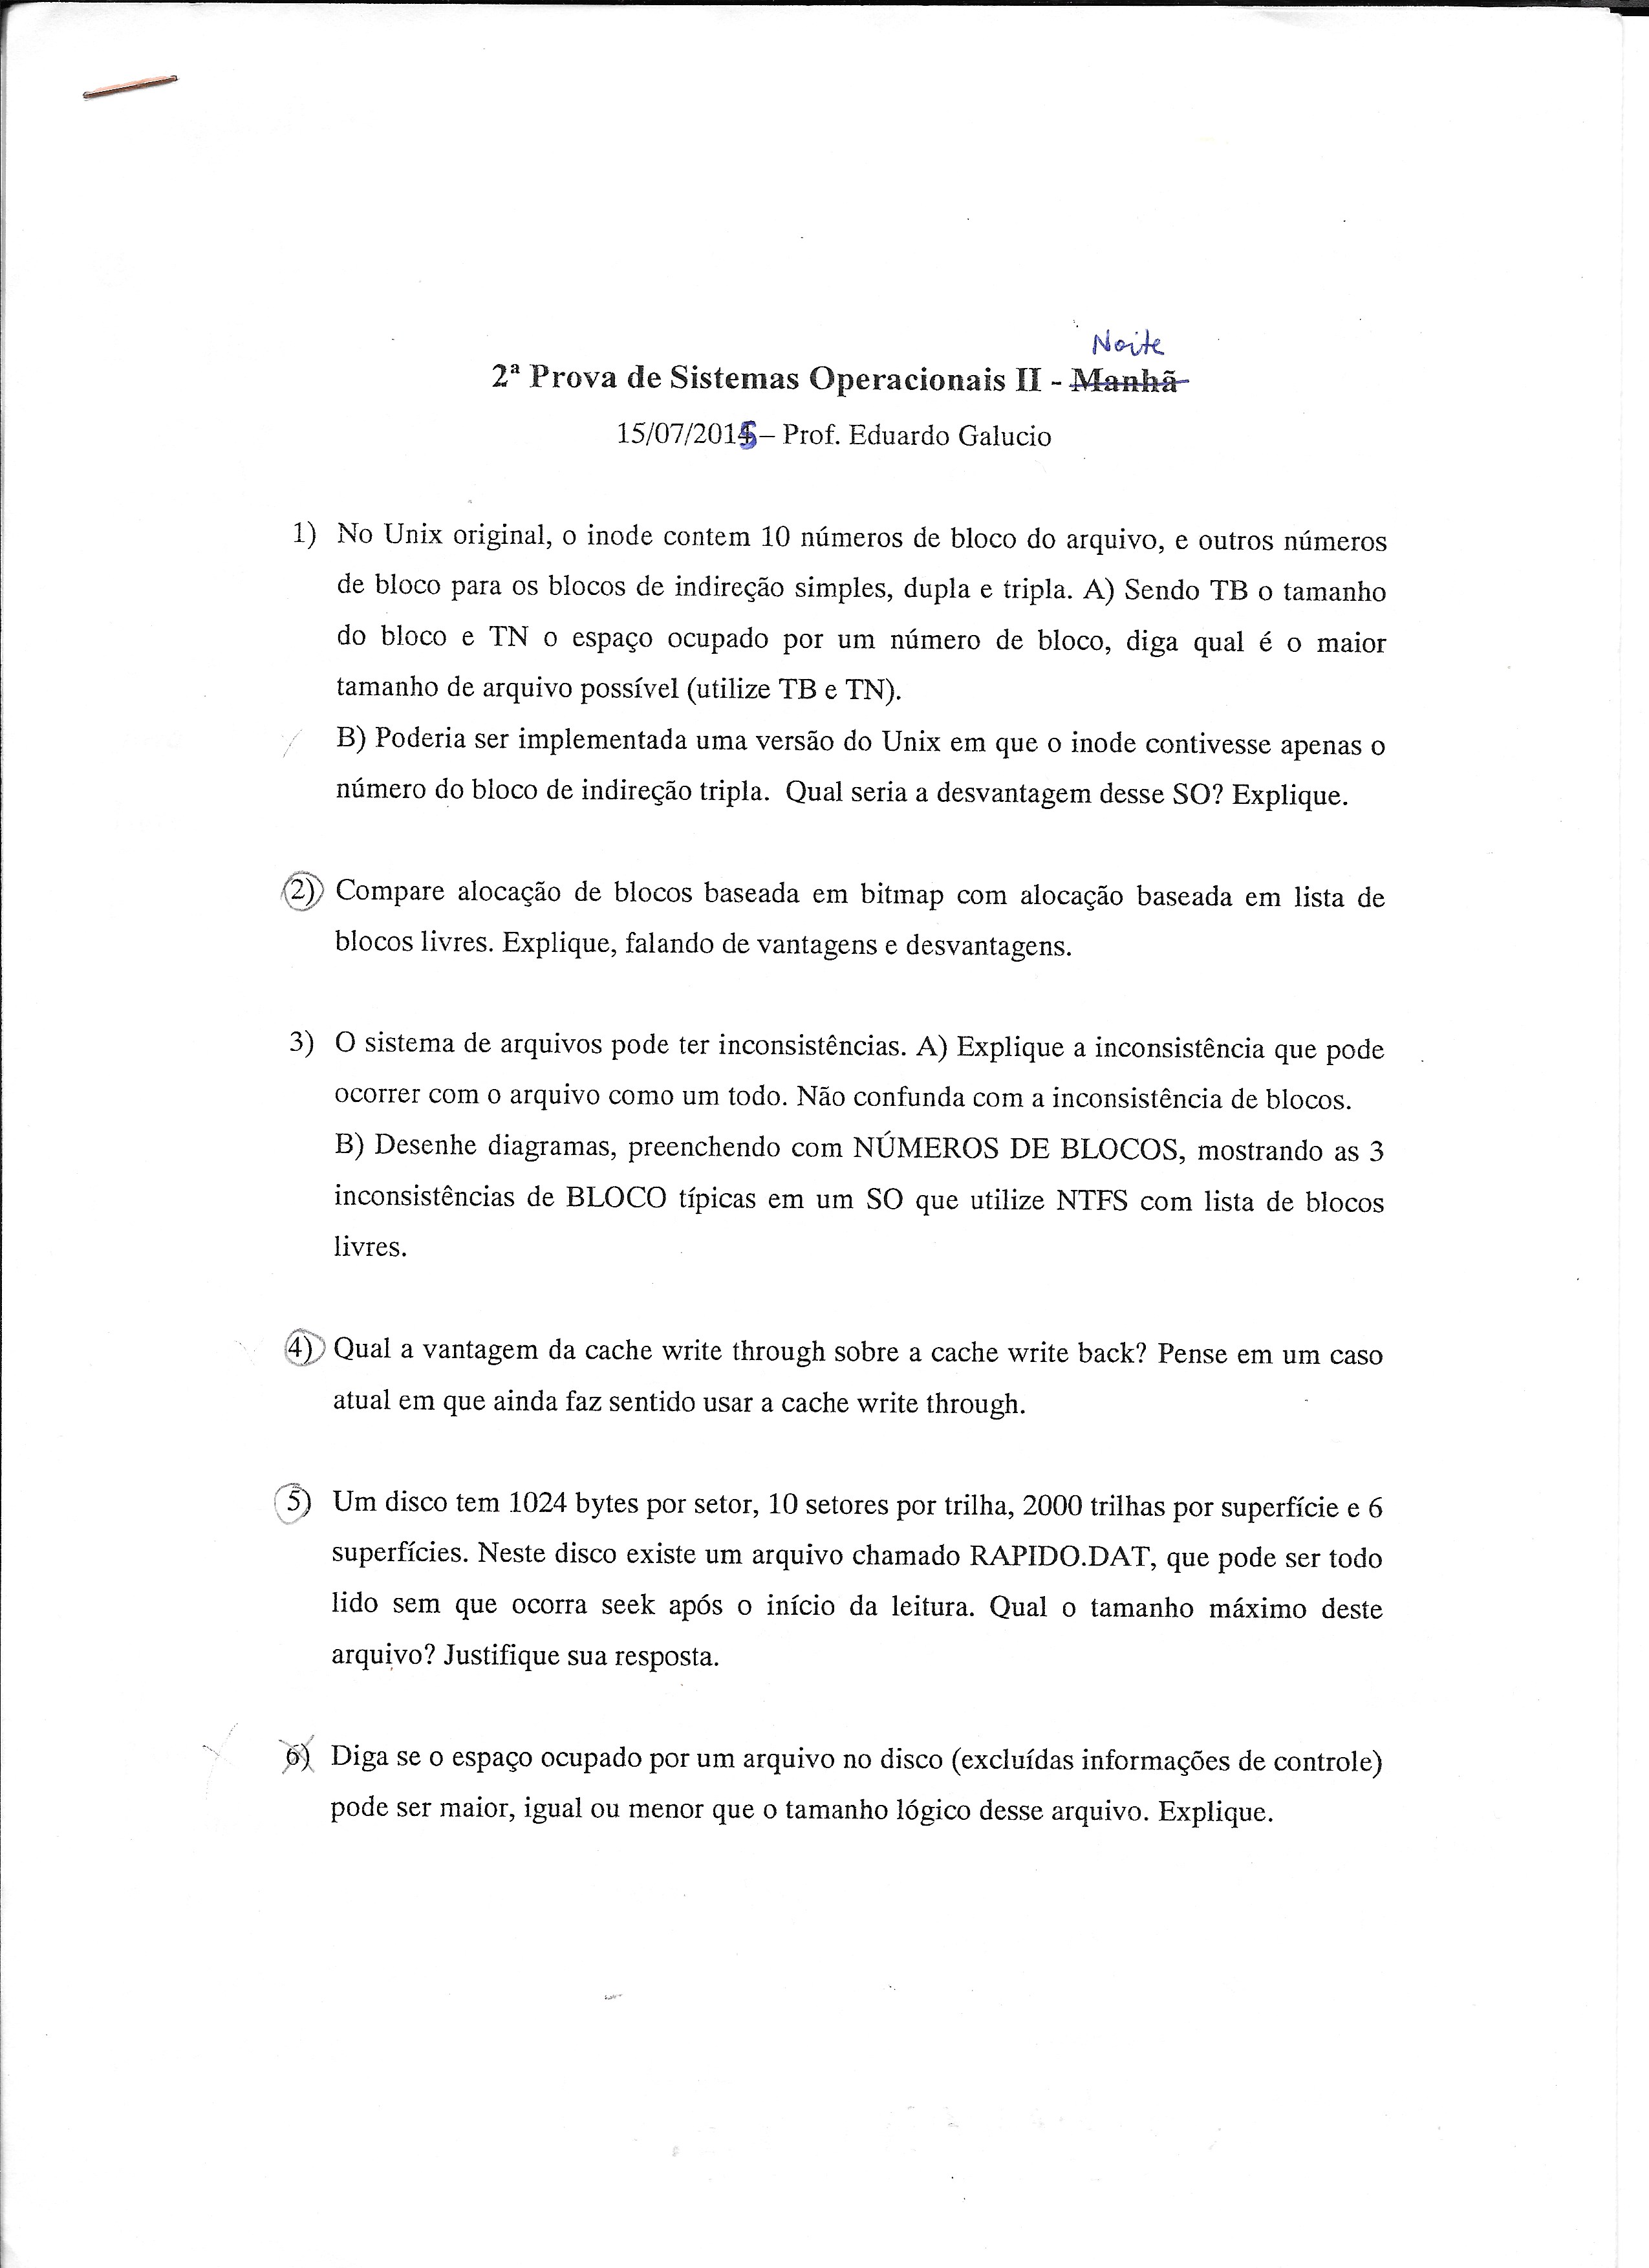 Noite
2ª Prova de Sistemas Operacionais II - Manhã
15/07/2015 – Prof. Eduardo Galucio
1) No Unix original, o inode contem 10 números de bloco do arquivo, e outros números
de bloco para os blocos de indireção simples, dupla e tripla. A) Sendo TB o tamanho
do bloco e TN o espaço ocupado por um número de bloco, diga qual é o maior
tamanho de arquivo possível (utilize TB e TN).
B) Poderia ser implementada uma versão do Unix em que o inode contivesse apenas o
número do bloco de indireção tripla. Qual seria a desvantagem desse SO? Explique.
2) Compare alocação de blocos baseada em bitmap com alocação baseada em lista de
blocos livres. Explique, falando de vantagens e desvantagens.
3) O sistema de arquivos pode ter inconsistências. A) Explique a inconsistência que pode
ocorrer com o arquivo como um todo. Não confunda com a inconsistência de blocos.
B) Desenhe diagramas, preenchendo com NÚMEROS DE BLOCOS, mostrando as 3
inconsistências de BLOCO típicas em um SO que utilize NTFS com lista de blocos
livres.
4) Qual a vantagem da cache write through sobre a cache write back? Pense em um caso
atual em que ainda faz sentido usar a cache write through.
5) Um disco tem 1024 bytes por setor, 10 setores por trilha, 2000 trilhas por superfície e 6
superfícies. Neste disco existe um arquivo chamado RAPIDO.DAT, que pode ser todo
lido sem que ocorra seek após o início da leitura. Qual o tamanho máximo deste
arquivo? Justifique sua resposta.
6) Diga se o espaço ocupado por um arquivo no disco (excluídas informações de controle)
pode ser maior, igual ou menor que o tamanho lógico desse arquivo. Explique.